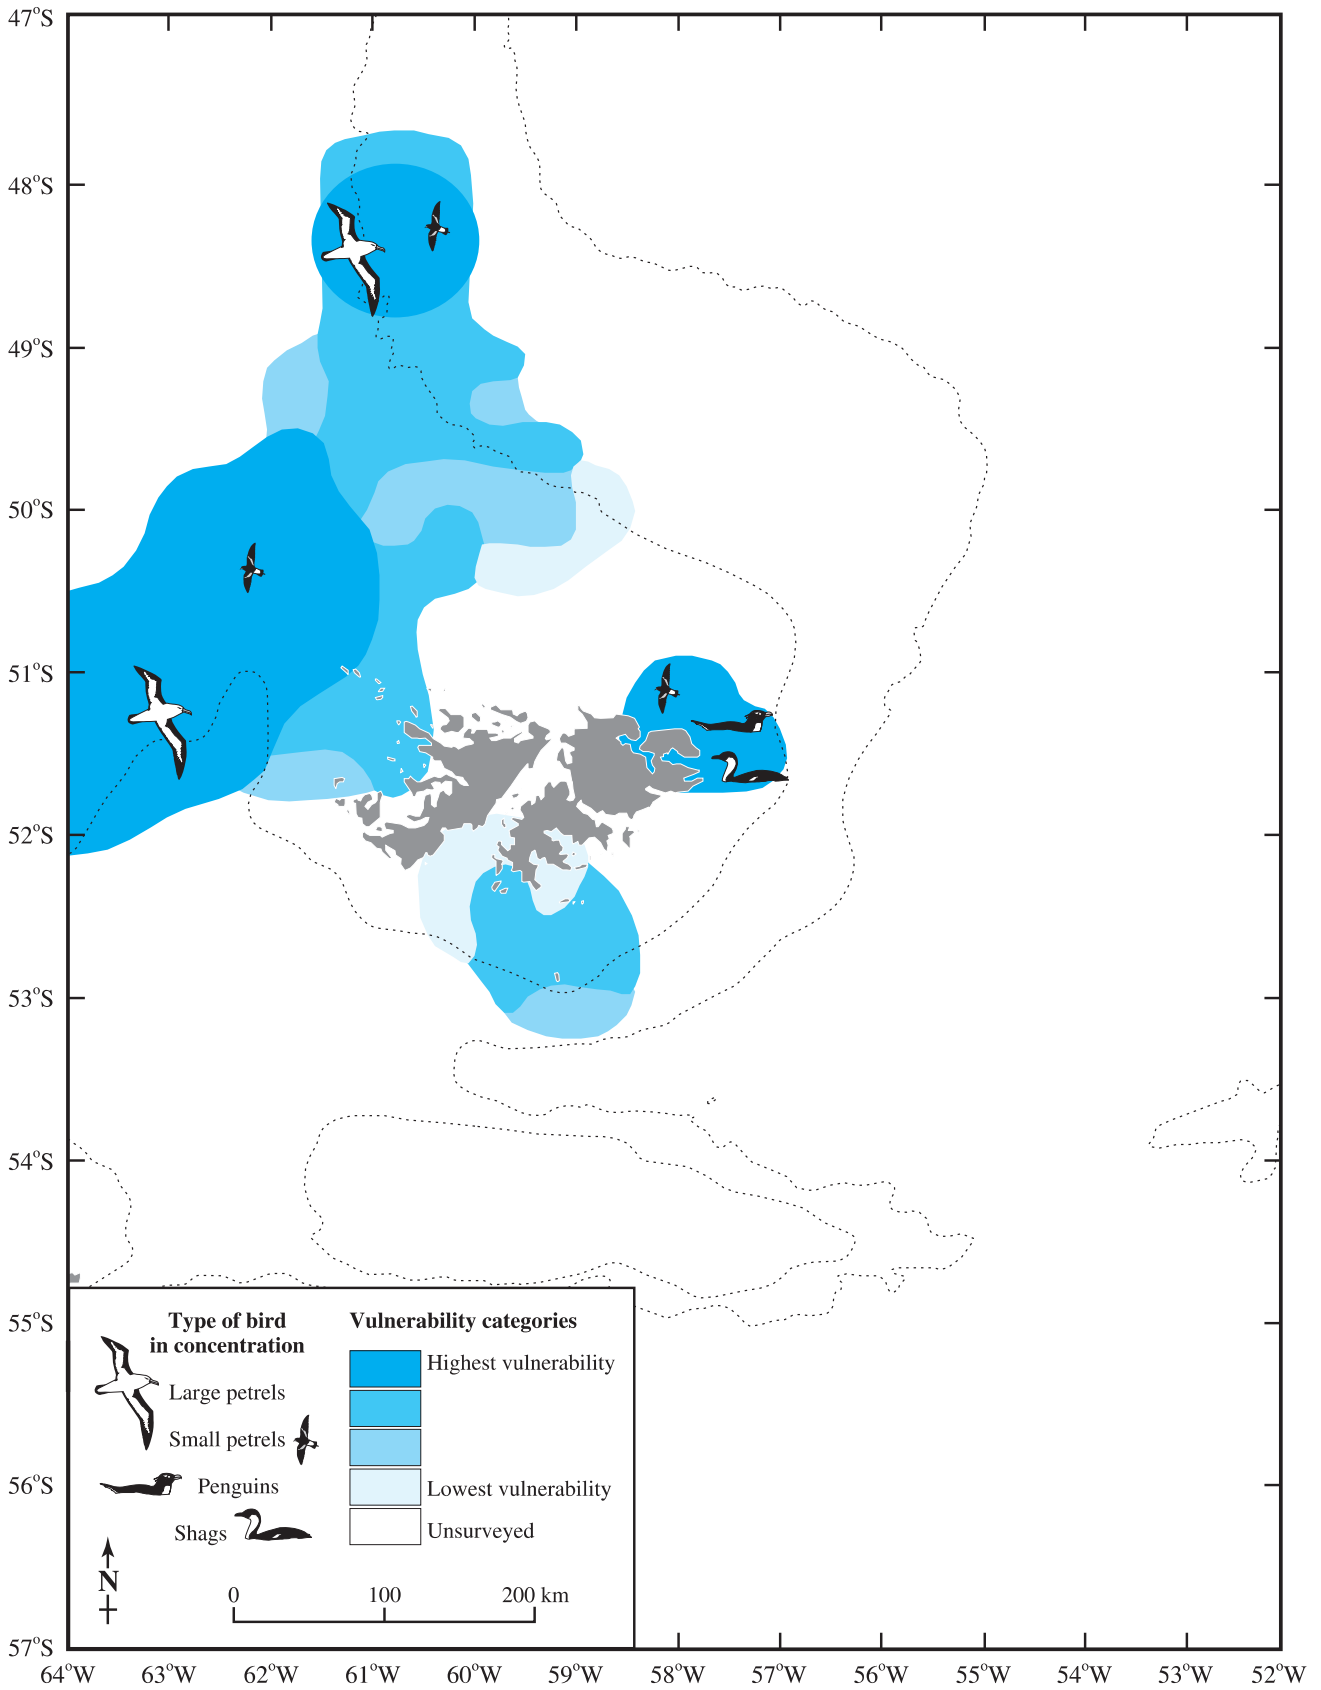 47°S
48°S
49°S
50°S
51°S
52°S
53°S
54°S
55°S
56°S
57°S
Type of bird
in concentration
Large petrels
Small petrels
Penguins
Shags
N
Vulnerability categories
Highest vulnerability
Lowest vulnerability
Unsurveyed
0 100 200 km
64°W 63°W 62°W 61°W 60°W 59°W 58°W 57°W 56°W 55°W 54°W 53°W 52°W